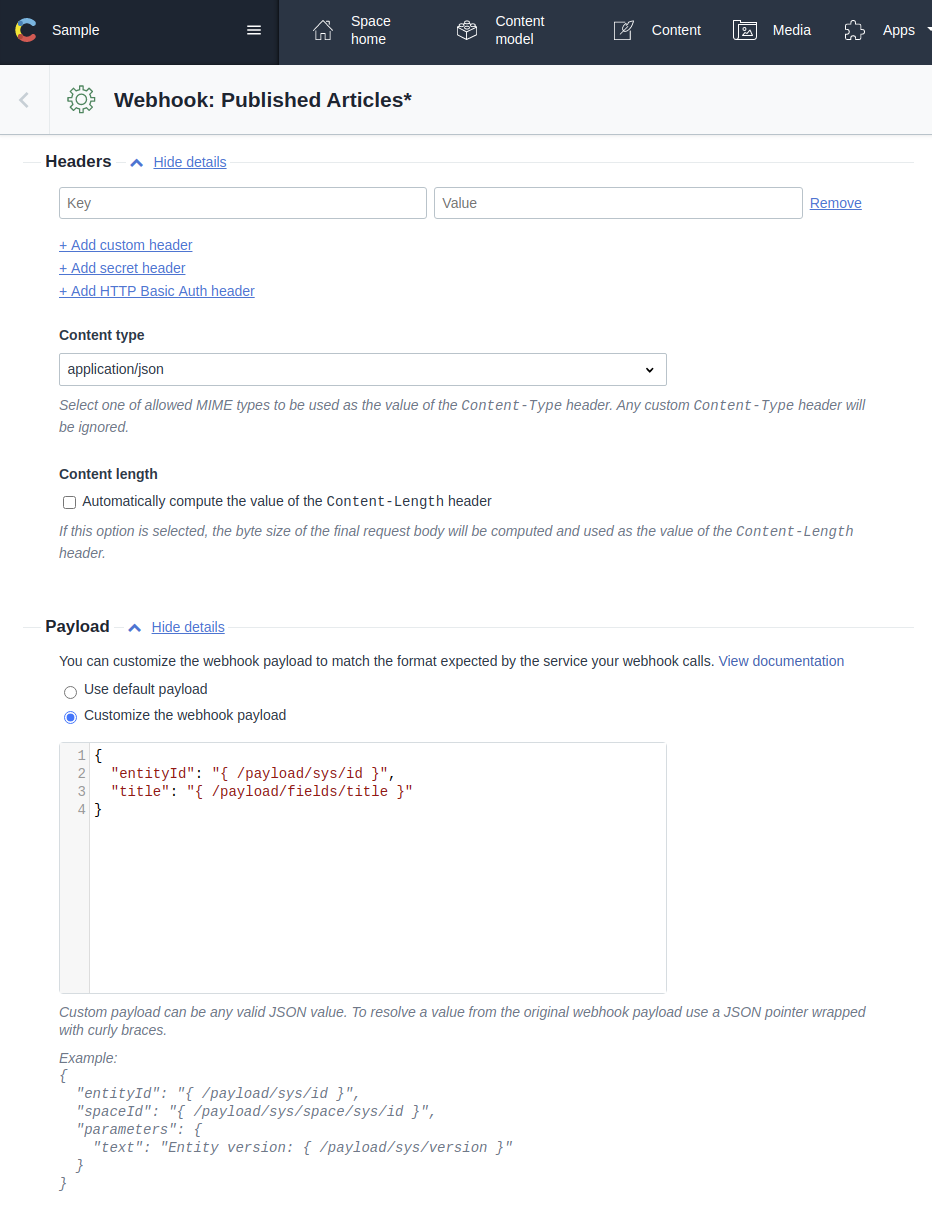 Sample
Space
home
Content
model
Content
Media
Apps
Webhook: Published Articles*
Headers Hide details
Key Value Remove
+ Add custom header
+ Add secret header
+ Add HTTP Basic Auth header
Content type
application/json
Select one of allowed MIME types to be used as the value of the Content-Type header. Any custom Content-Type header will
be ignored.
Content length
Automatically compute the value of the Content-Length header
If this option is selected, the byte size of the final request body will be computed and used as the value of the Content-Length
header.
Payload Hide details
You can customize the webhook payload to match the format expected by the service your webhook calls. View documentation
Use default payload
Customize the webhook payload
1 {
2   "entityId": "{ /payload/sys/id }",
3   "title": "{ /payload/fields/title }"
4 }
Custom payload can be any valid JSON value. To resolve a value from the original webhook payload use a JSON pointer wrapped
with curly braces.
Example:
{
  "entityId": "{ /payload/sys/id }",
  "spaceId": "{ /payload/sys/space/sys/id }",
  "parameters": {
    "text": "Entity version: { /payload/sys/version }"
  }
}